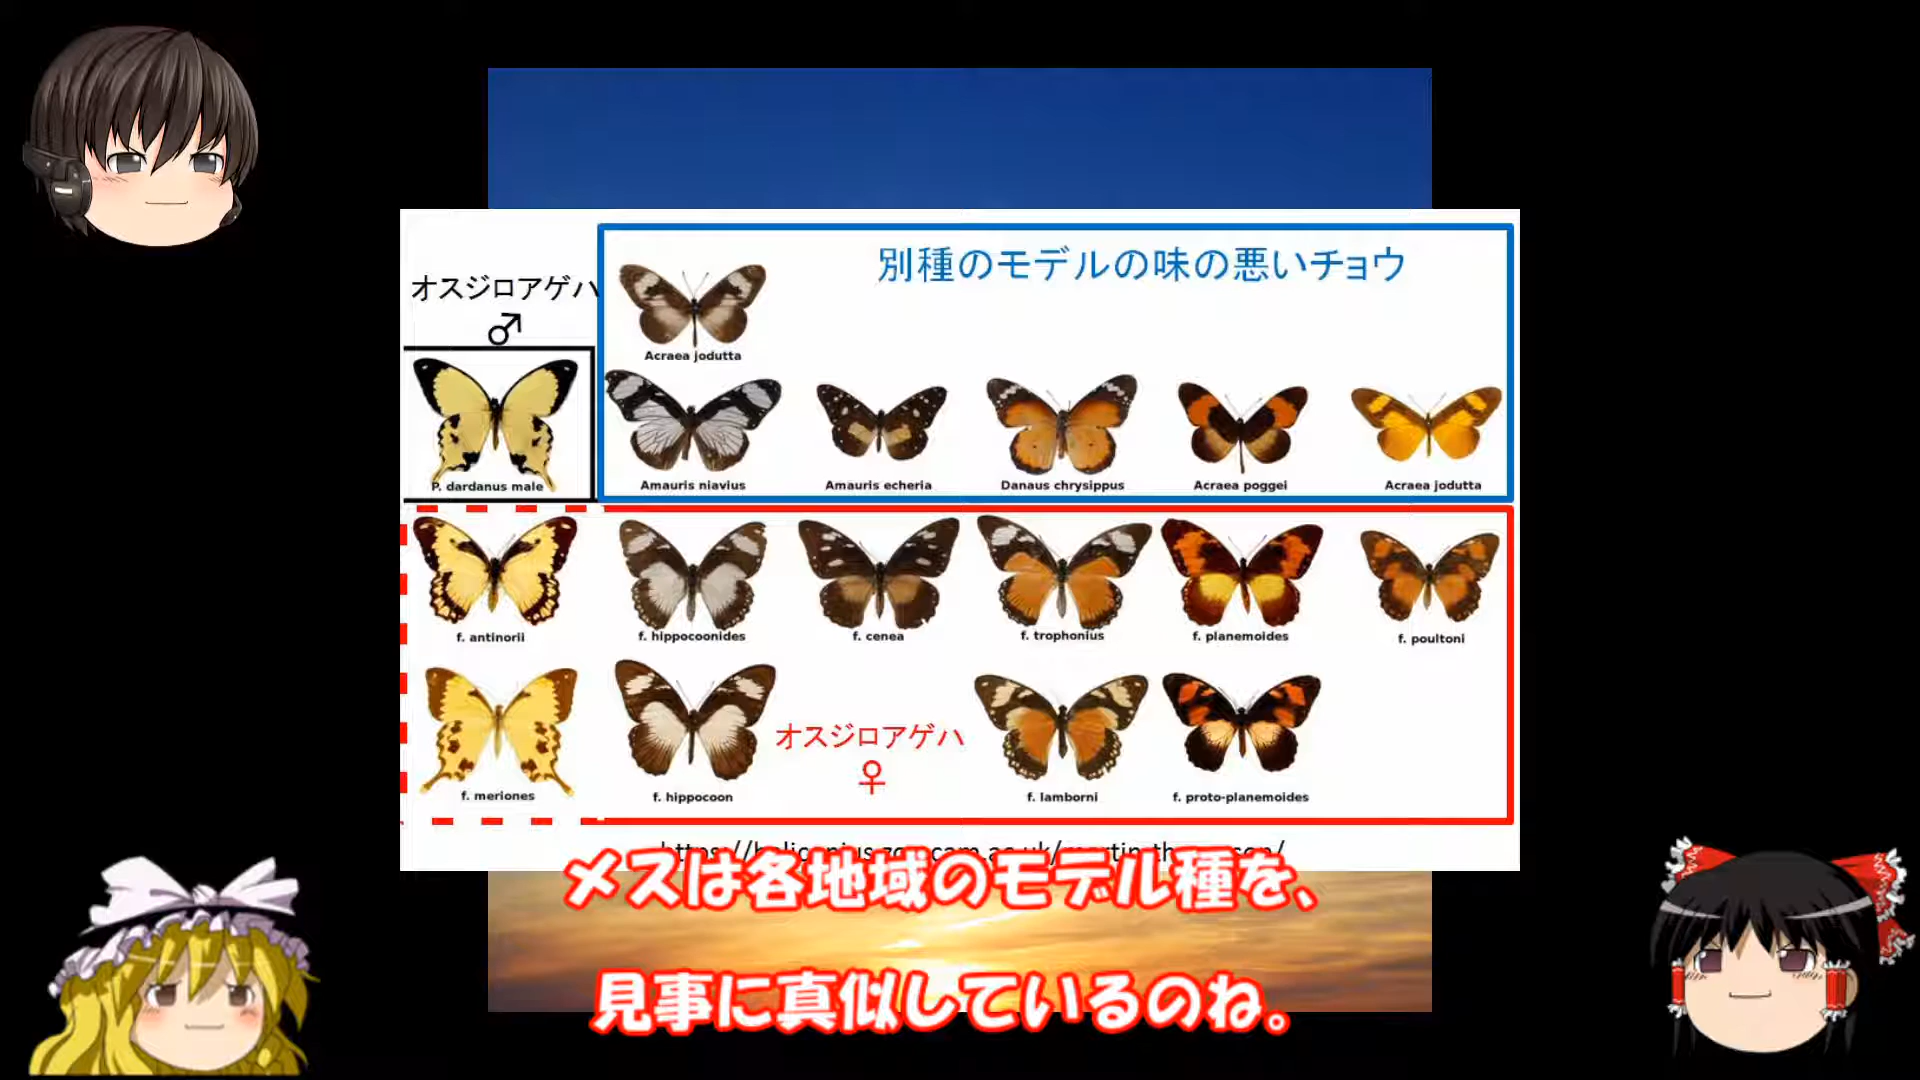 別種のモデルの味の悪いチョウ
オスジロアゲハ
♂
Acraea jodutta
P. dardanus male
Amauris niavius
Amauris echeria
Danaus chrysippus
Acraea poggei
Acraea jodutta
f. antinorii
f. hippocoonides
f. cenea
f. trophonius
f. planemoides
f. poultoni
オスジロアゲハ
♀
f. meriones
f. hippocoon
f. lamborni
f. proto-planemoides
メスは各地域のモデル種を、
見事に真似しているのね。